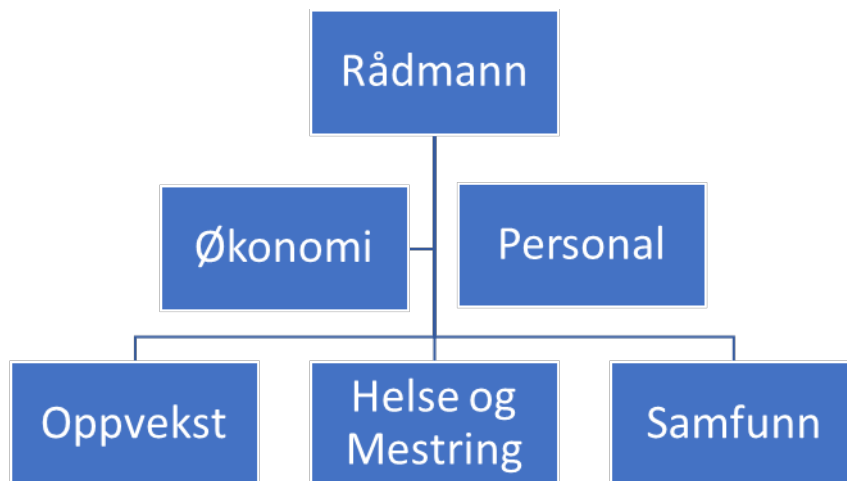 Rådmann
Økonomi
Personal
Oppvekst
Helse og
Mestring
Samfunn